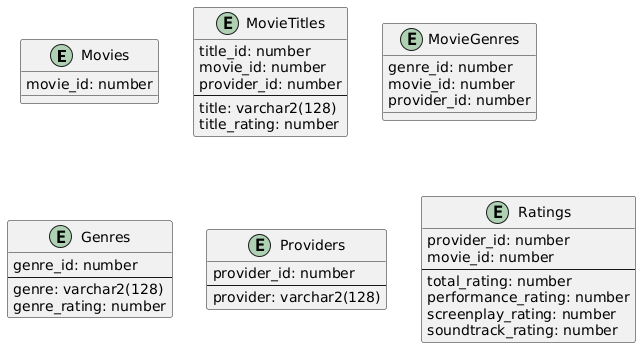 E Movies
movie_id: number
E MovieTitles
title_id: number
movie_id: number
provider_id: number
title: varchar2(128)
title_rating: number
E MovieGenres
genre_id: number
movie_id: number
provider_id: number
E Genres
genre_id: number
genre: varchar2(128)
genre_rating: number
E Providers
provider_id: number
provider: varchar2(128)
E Ratings
provider_id: number
movie_id: number
total_rating: number
performance_rating: number
screenplay_rating: number
soundtrack_rating: number